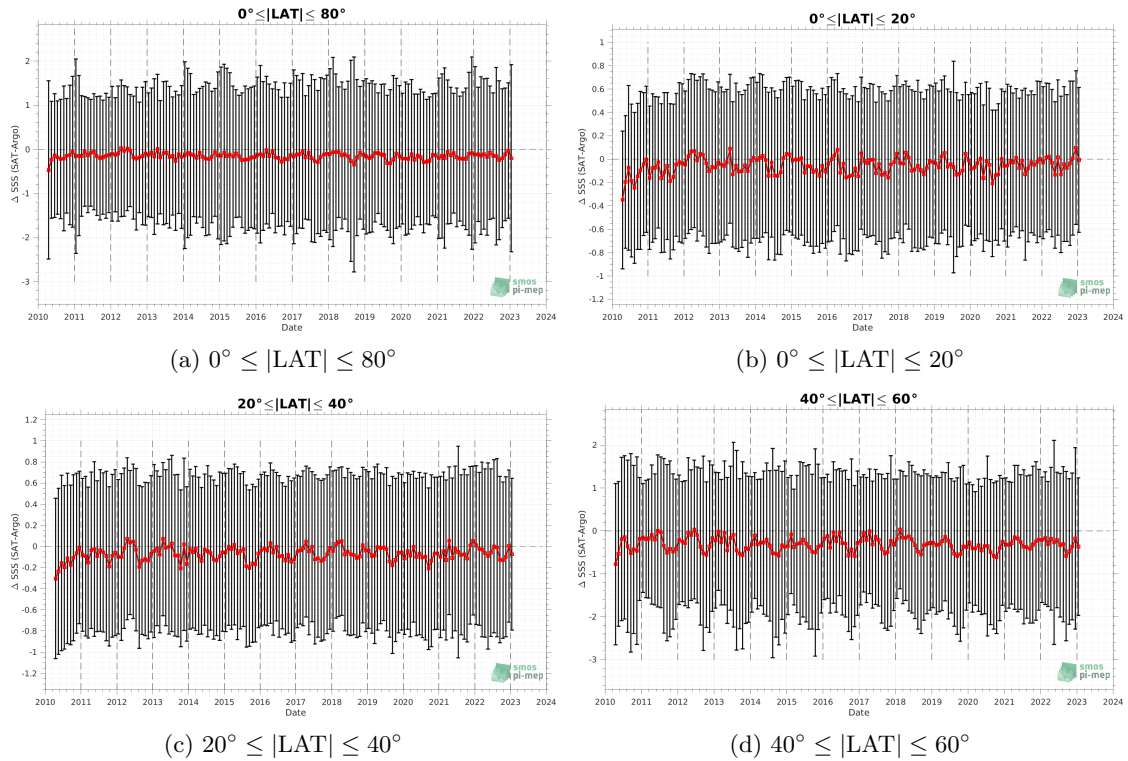 0°≤|LAT|≤ 80°
2
1
0
-1
-2
-3
Δ SSS (SAT-Argo)
2010 2011 2012 2013 2014 2015 2016 2017 2018 2019 2020 2021 2022 2023 2024
Date
smos
pi-mep
(a) 0° ≤ |LAT| ≤ 80°
0°≤|LAT|≤ 20°
1
0.8
0.6
0.4
0.2
0
-0.2
-0.4
-0.6
-0.8
-1
-1.2
Δ SSS (SAT-Argo)
2010 2011 2012 2013 2014 2015 2016 2017 2018 2019 2020 2021 2022 2023 2024
Date
smos
pi-mep
(b) 0° ≤ |LAT| ≤ 20°
20°≤|LAT|≤ 40°
1.2
1
0.8
0.6
0.4
0.2
0
-0.2
-0.4
-0.6
-0.8
-1
-1.2
Δ SSS (SAT-Argo)
2010 2011 2012 2013 2014 2015 2016 2017 2018 2019 2020 2021 2022 2023 2024
Date
smos
pi-mep
(c) 20° ≤ |LAT| ≤ 40°
40°≤|LAT|≤ 60°
2
1
0
-1
-2
-3
Δ SSS (SAT-Argo)
2010 2011 2012 2013 2014 2015 2016 2017 2018 2019 2020 2021 2022 2023 2024
Date
smos
pi-mep
(d) 40° ≤ |LAT| ≤ 60°